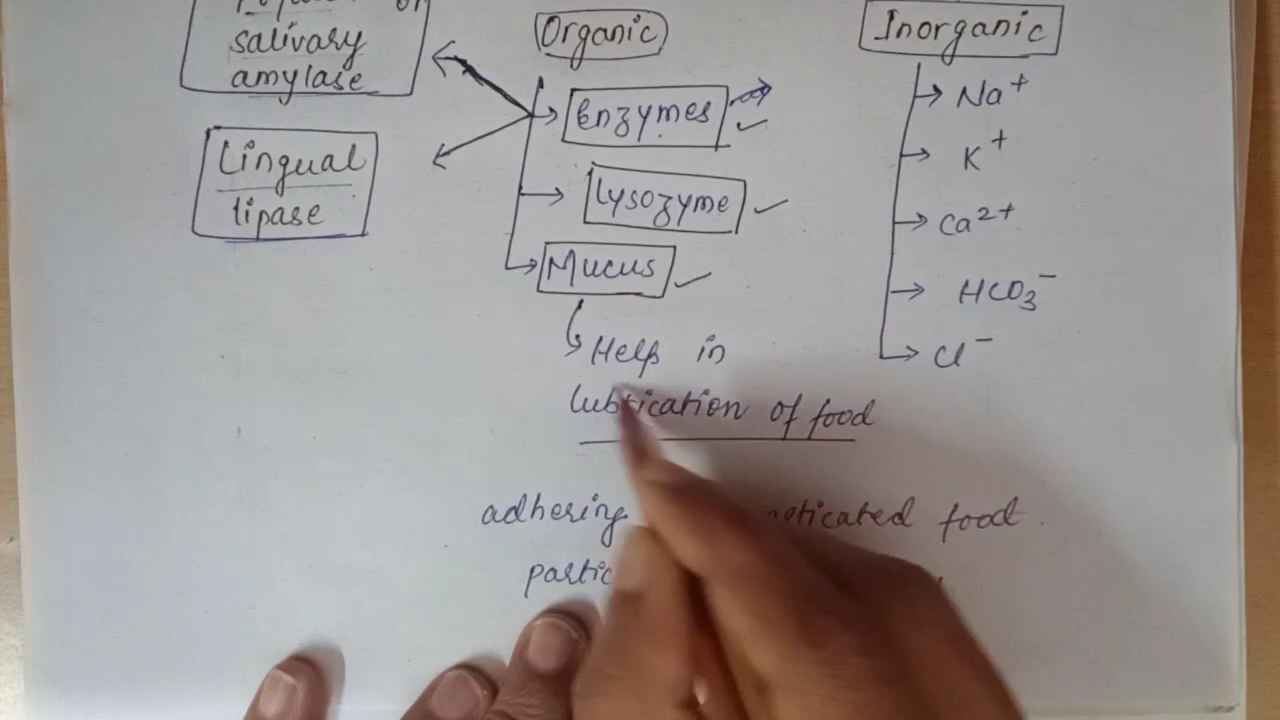 salivary
amylase
Lingual
lipase
Organic
Enzymes
Lysozyme
Mucus
Help in
lubrication of food
adhering food
Inorganic
Na+
K+
Ca2+
HCO3-
Cl-